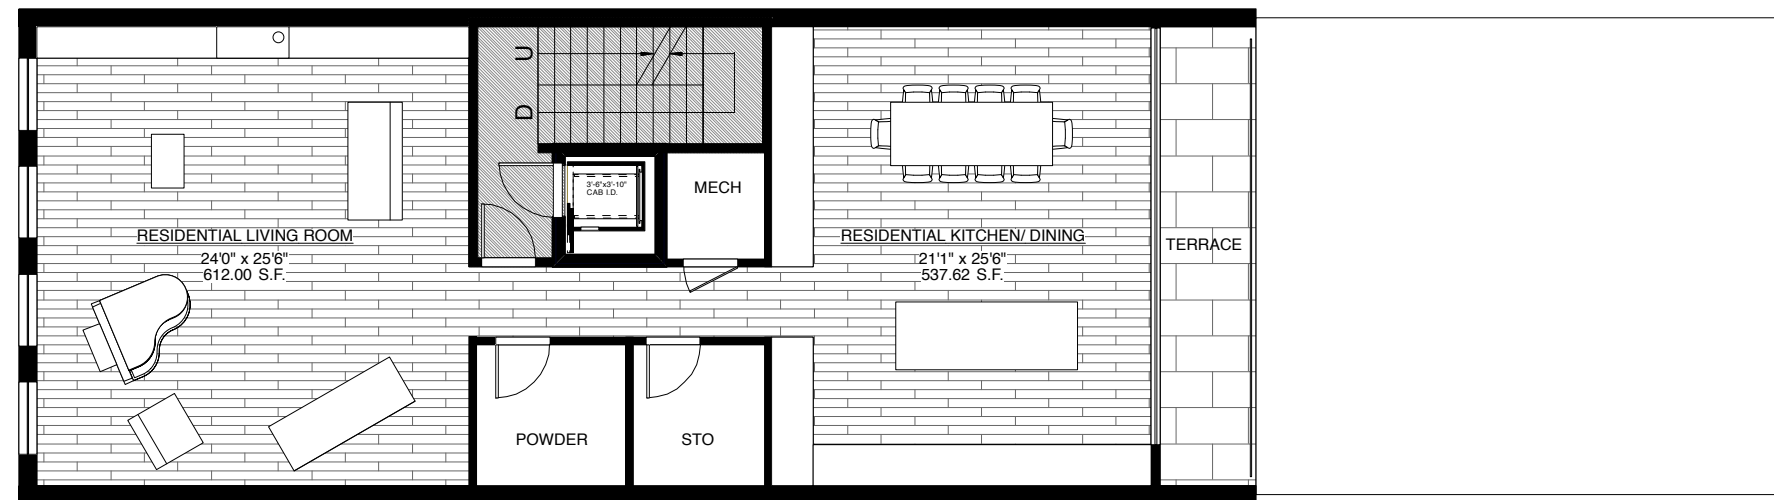 U
D
3'-6"x3'-10"
CAB I.D.
MECH
RESIDENTIAL LIVING ROOM
24'0" x 25'6"
612.00 S.F.
RESIDENTIAL KITCHEN/ DINING
21'1" x 25'6"
537.62 S.F.
TERRACE
POWDER
STO